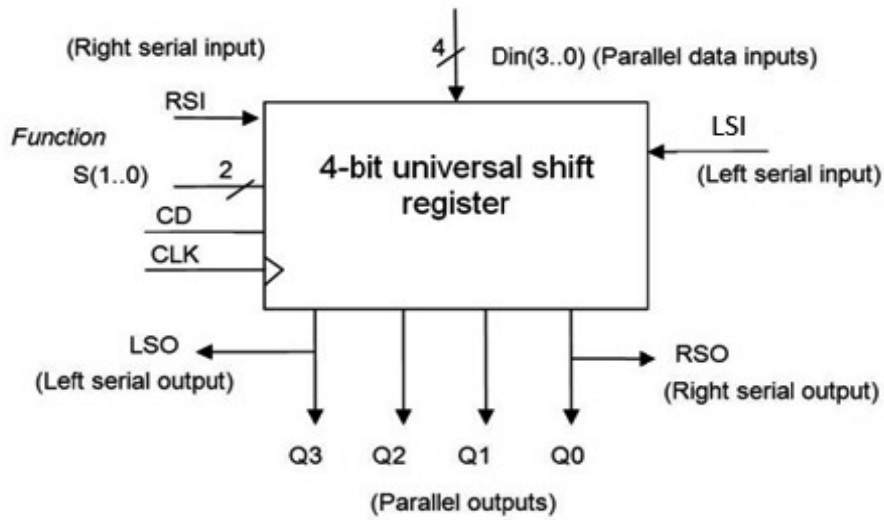 (Right serial input)
4
Din(3..0) (Parallel data inputs)
RSI
LSI
Function
(Left serial input)
S(1..0)
2
4-bit universal shift
register
CD
CLK
LSO
(Left serial output)
RSO
(Right serial output)
Q3
Q2
Q1
Q0
(Parallel outputs)